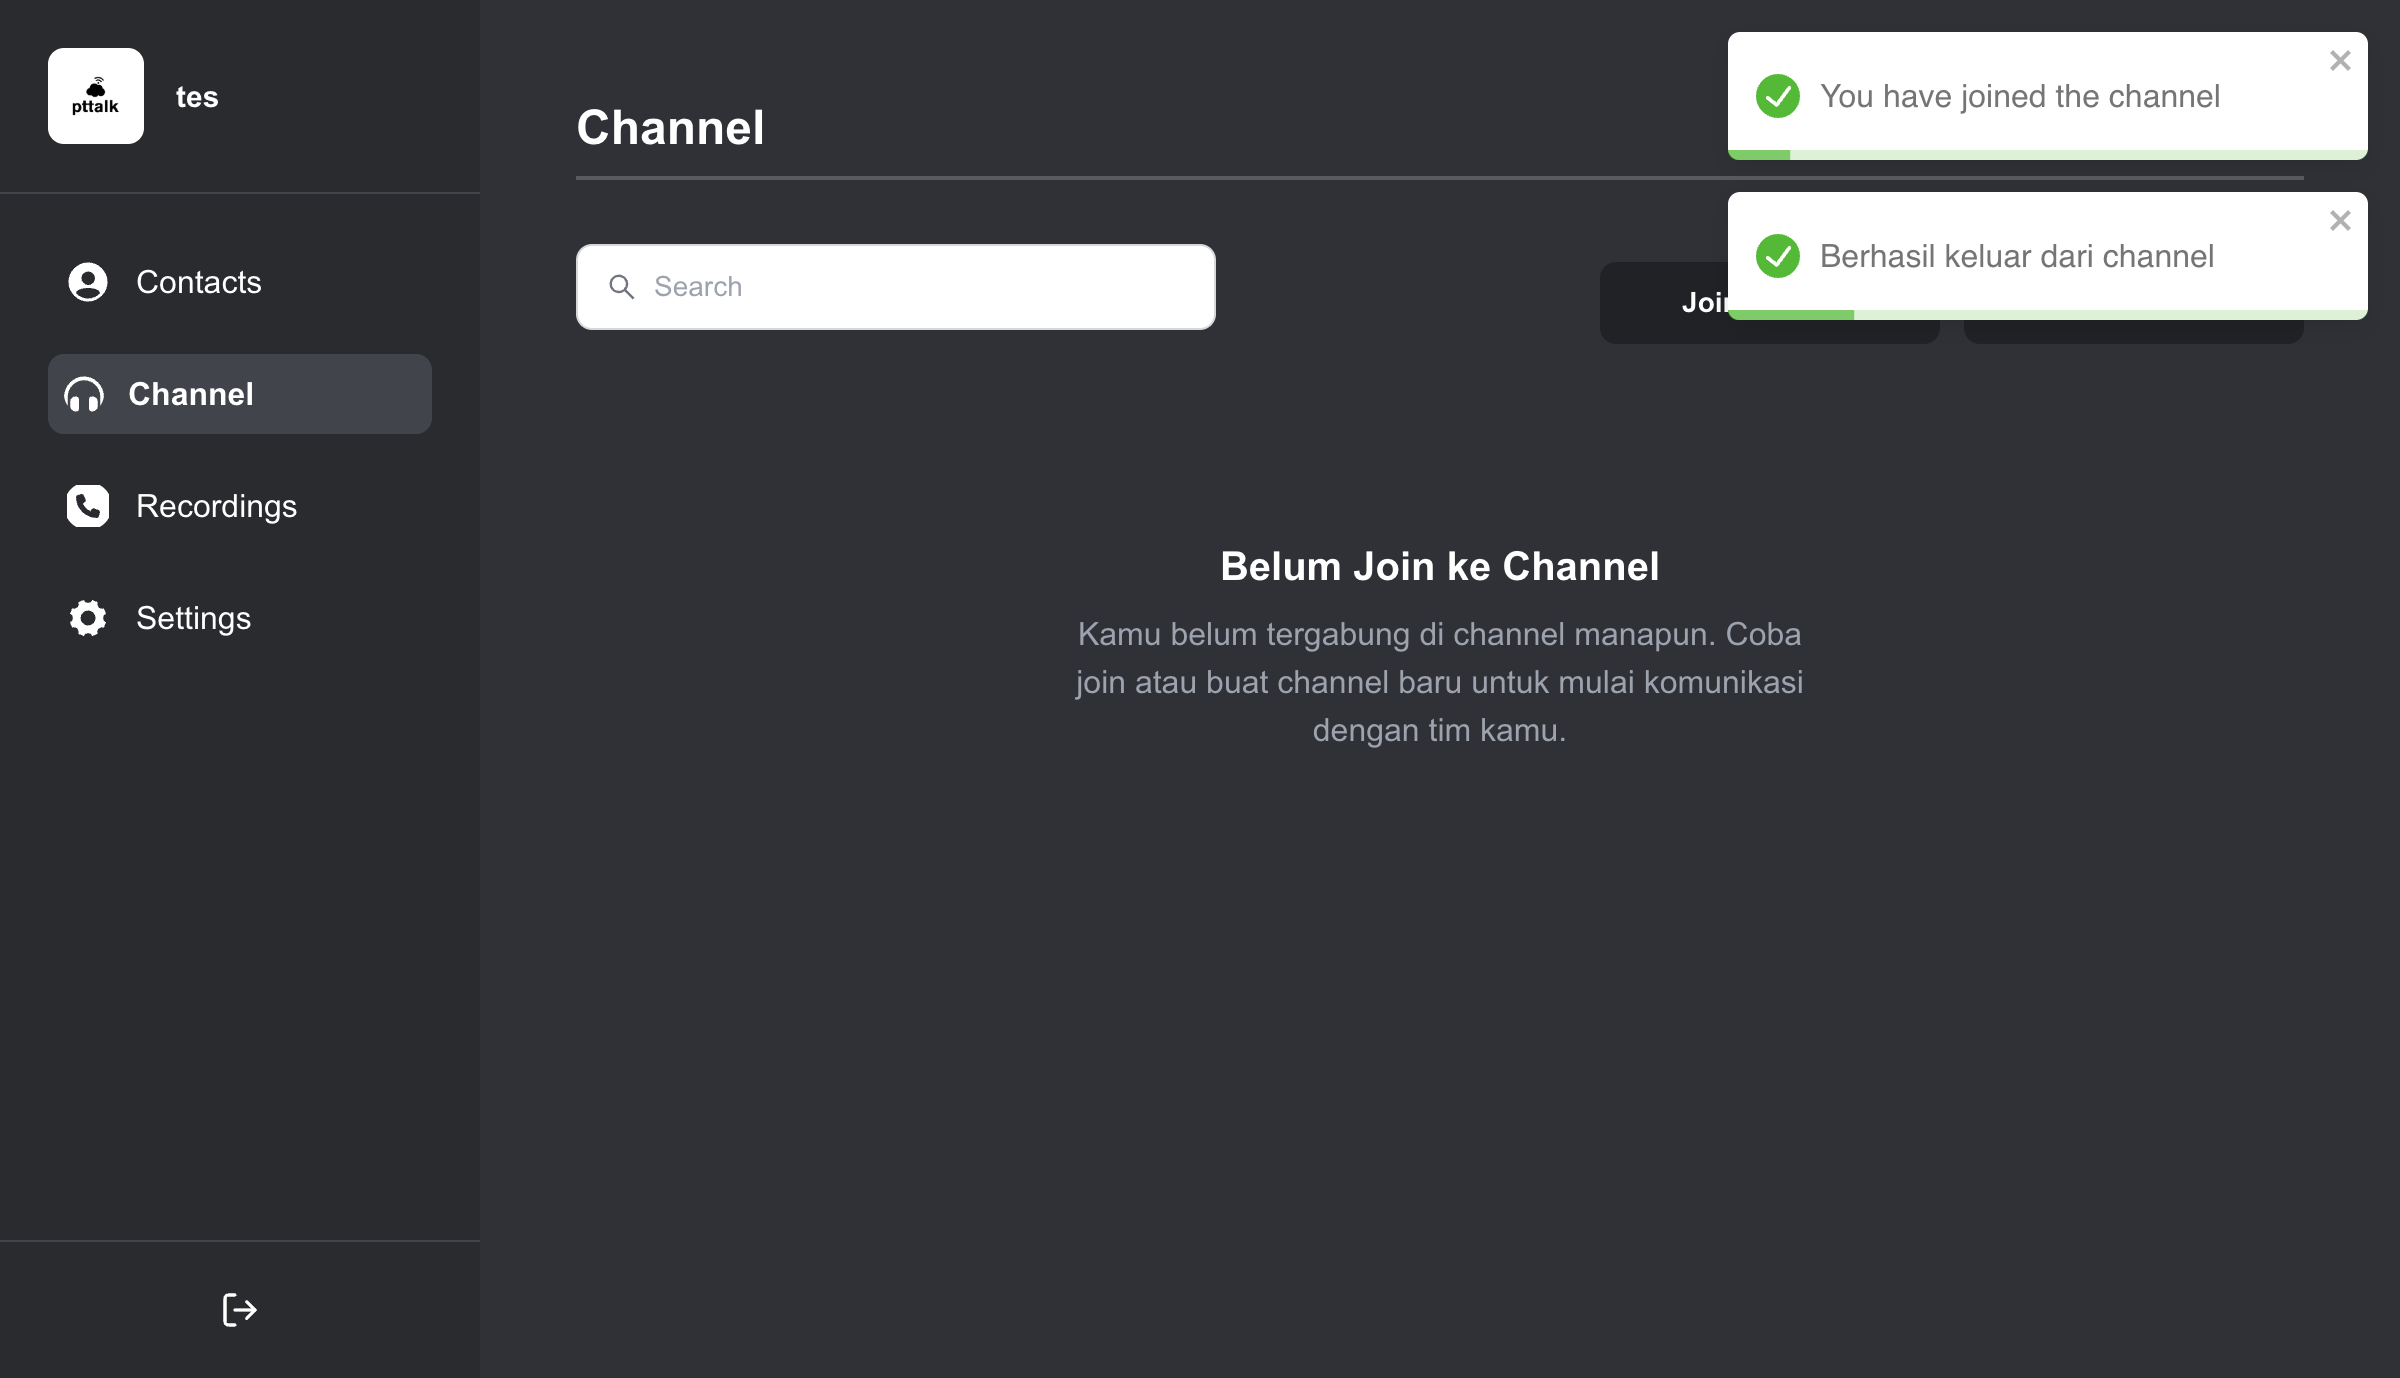 pttalk
tes
Contacts
Channel
Recordings
Settings
Channel
Search
You have joined the channel
Berhasil keluar dari channel
Belum Join ke Channel
Kamu belum tergabung di channel manapun. Coba
join atau buat channel baru untuk mulai komunikasi
dengan tim kamu.